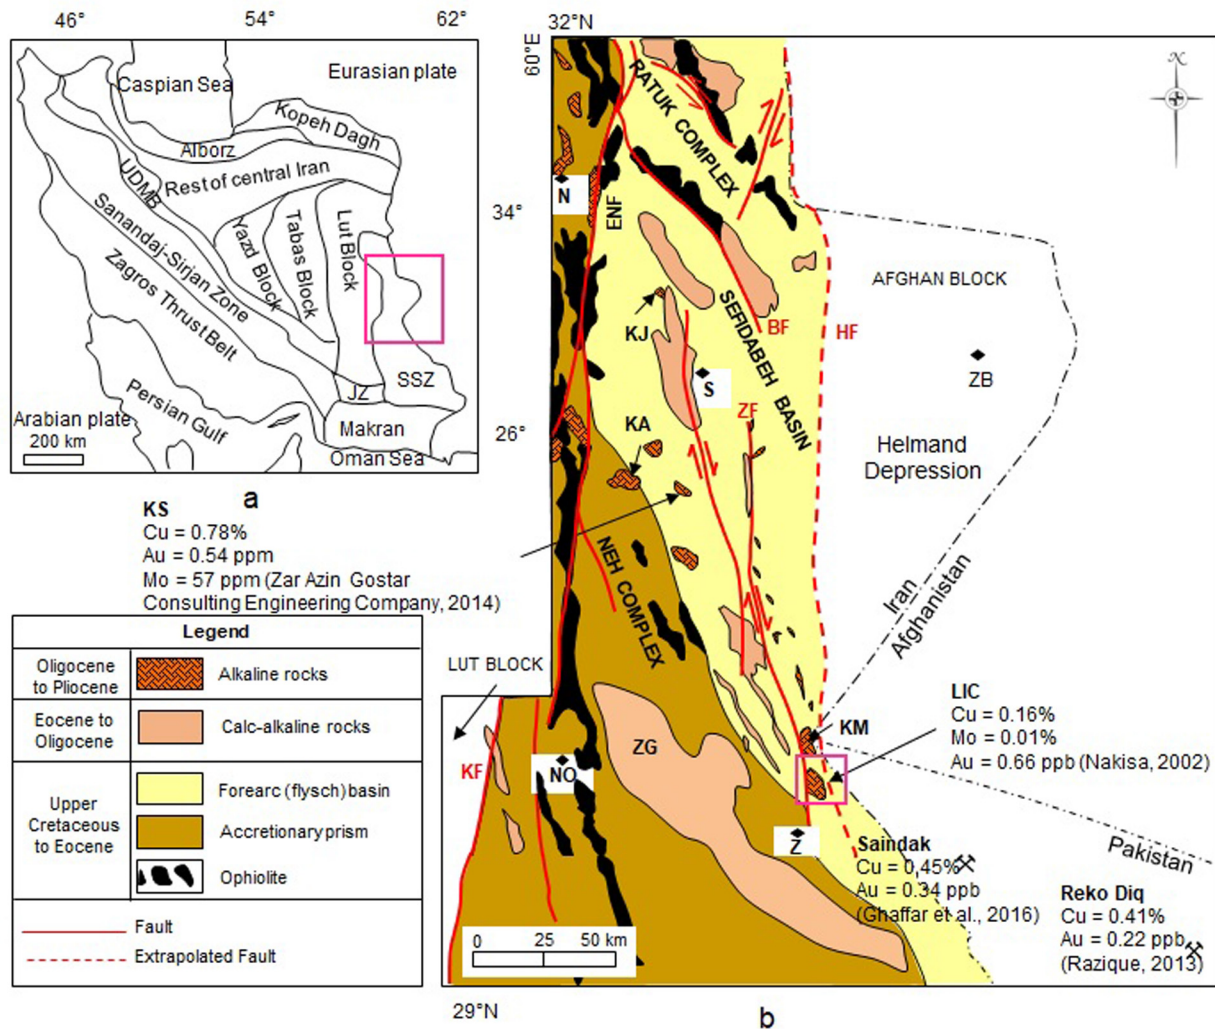 46°
54°
62°
Caspian Sea
Eurasian plate
Kopeh Dagh
Alborz
UDMB
Rest of central Iran
Sanandaj-Sirjan Zone
Yazd Block
Tabas Block
Lut Block
Zagros Thrust Belt
Persian Gulf
Arabian plate
200 km
JZ
SSZ
Makran
Oman Sea
34°
26°
a
KS
Cu = 0.78%
Au = 0.54 ppm
Mo = 57 ppm (Zar Azin Gostar
Consulting Engineering Company, 2014)
Legend
Oligocene
to Pliocene
Alkaline rocks
Eocene to
Oligocene
Calc-alkaline rocks
Upper
Cretaceous
to Eocene
Forearc (flysch) basin
Accretionary prism
Ophiolite
Fault
Extrapolated Fault
32°N
60°E
N
RATUK COMPLEX
N
ENF
AFGHAN BLOCK
SEFIDABEH BASIN
BF
HF
KJ
S
ZB
ZF
KA
Helmand
Depression
NEH COMPLEX
Iran
Afghanistan
LUT BLOCK
KF
NO
ZG
KM
LIC
Cu = 0.16%
Mo = 0.01%
Au = 0.66 ppb (Nakisa, 2002)
Z
Pakistan
Saindak
Cu = 0.45%
Au = 0.34 ppb
(Ghaffar et al., 2016)
Reko Diq
Cu = 0.41%
Au = 0.22 ppb
(Razique, 2013)
0 25 50 km
29°N
b